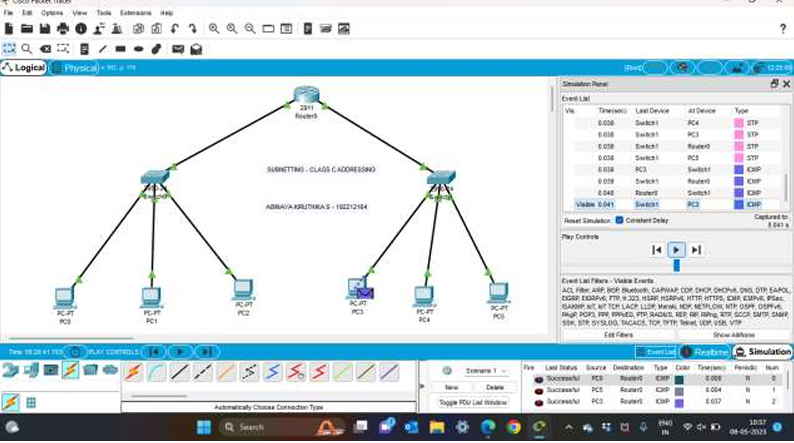 Cisco Packet Tracer
File Edit Options View Tools Extensions Help
?
Logical Physical
Simulation Panel
Event List
Vis. Time(sec) Last Device At Device Type
0.038 Switch1 PC4 STP
0.038 Switch1 PC3 STP
0.038 Switch1 Router0 STP
0.038 Switch1 PC5 STP
0.038 PC3 Switch1 ICMP
0.039 Switch1 Router0 ICMP
0.040 Router0 Switch1 ICMP
Visible 0.041 Switch1 PC3 ICMP
Reset Simulation Constant Delay Captured to:
0.041 s
Play Controls
Event List Filters - Visible Events
ACL Filter, ARP, BGP, Bluetooth, CAPWAP, CDP, DHCP, DHCPv6, DNS, DTP, EAPOL,
EIGRP, EIGRPv6, FTP, H.323, HSRP, HSRPv6, HTTP, HTTPS, ICMP, ICMPv6, IPSec,
ISAKMP, IoT, IoT TCP, LACP, LLDP, Meraki, NDP, NETFLOW, NTP, OSPF, OSPFv6,
PAgP, POP3, PPP, PPPoED, PTP, RADIUS, REP, RIP, RIPng, RTP, SCCP, SMTP, SNMP,
SSH, STP, SYSLOG, TACACS, TCP, TFTP, Telnet, UDP, USB, VTP
Edit Filters Show All/None
2911
Router0
SUBNETTING - CLASS C ADDRESSING
PC-PT
PC0
PC-PT
PC1
PC-PT
PC2
PC-PT
PC3
PC-PT
PC4
PC-PT
PC5
PLAY CONTROLS:
Event List Realtime Simulation
Automatically Choose Connection Type
Scenario 1
New Delete
Toggle PDU List Window
Fire Last Status Source Destination Type Color Time(sec) Periodic Num
Successful Router0 ICMP 0.000 N 0
Successful Router0 ICMP 0.004 N 1
Successful PC3 Router0 ICMP 0.037 N 2
Search
ENG
IN
10:57
08-05-2023